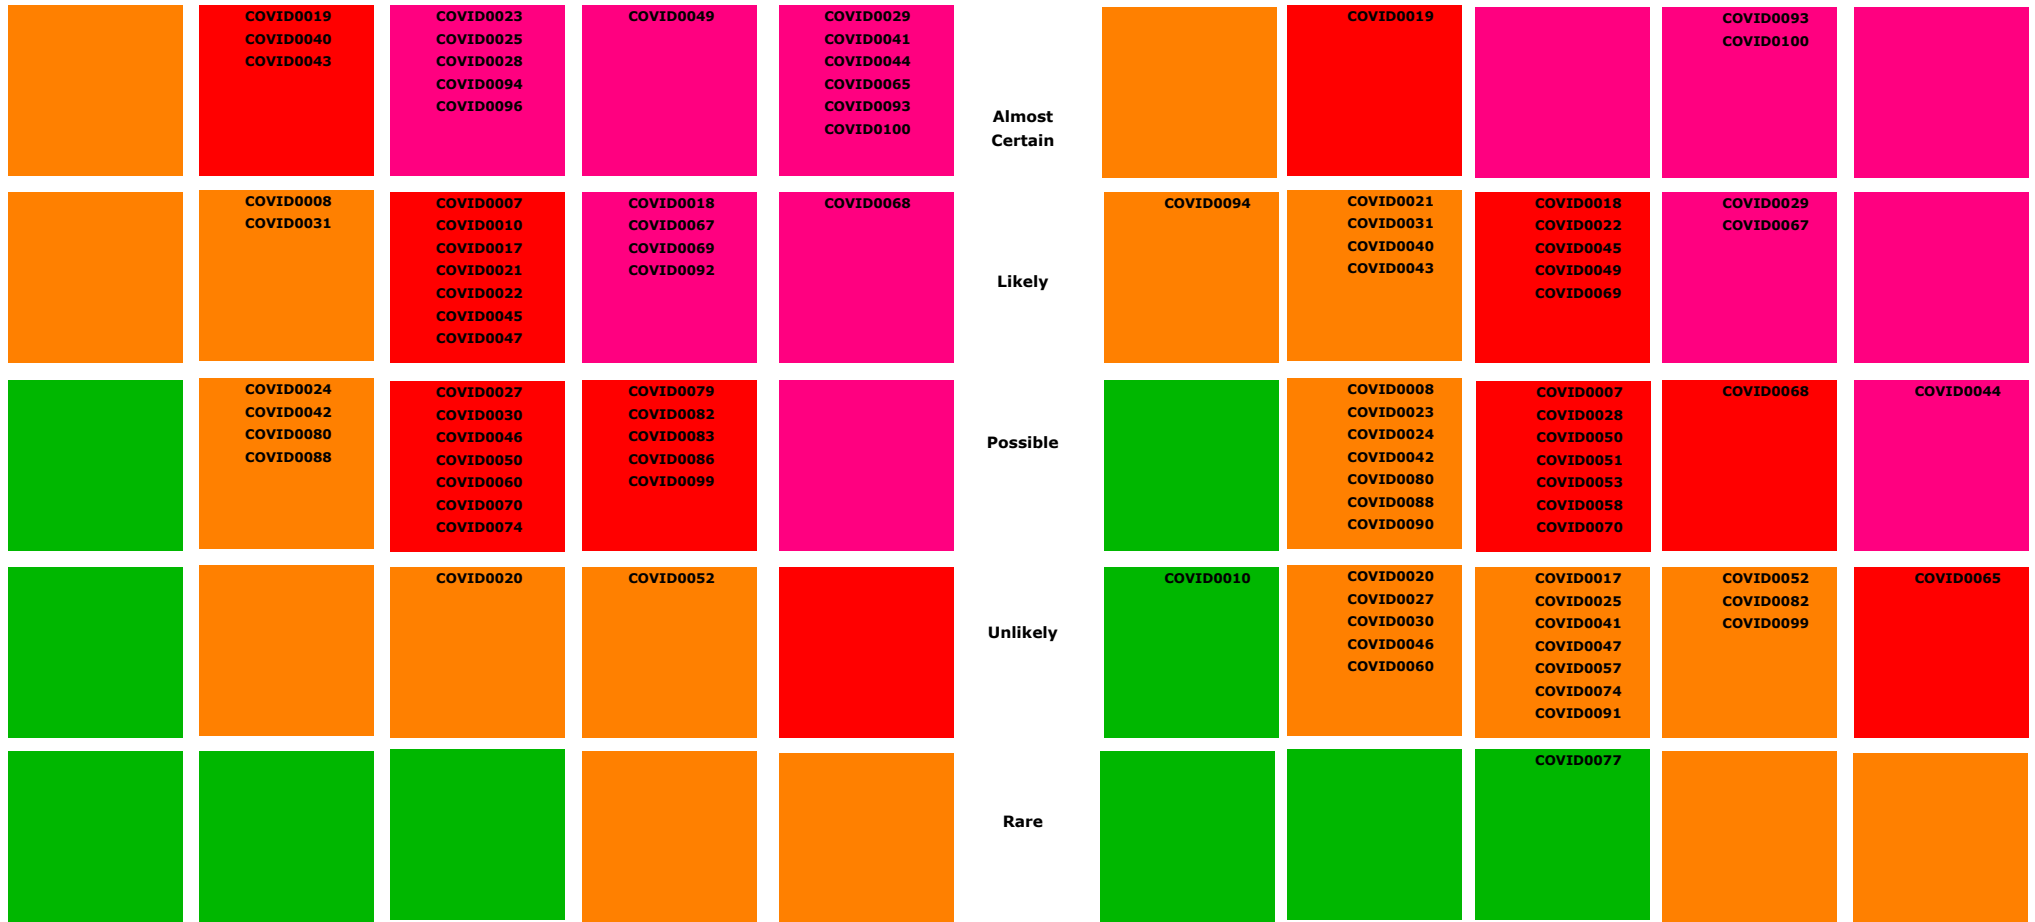 COVID0019
COVID0040
COVID0043
COVID0023
COVID0025
COVID0028
COVID0094
COVID0096
COVID0049
COVID0029
COVID0041
COVID0044
COVID0065
COVID0093
COVID0100
Almost
Certain
COVID0019
COVID0093
COVID0100
COVID0008
COVID0031
COVID0007
COVID0010
COVID0017
COVID0021
COVID0022
COVID0045
COVID0047
COVID0018
COVID0067
COVID0069
COVID0092
COVID0068
Likely
COVID0094
COVID0021
COVID0031
COVID0040
COVID0043
COVID0018
COVID0022
COVID0045
COVID0049
COVID0069
COVID0029
COVID0067
COVID0024
COVID0042
COVID0080
COVID0088
COVID0027
COVID0030
COVID0046
COVID0050
COVID0060
COVID0070
COVID0074
COVID0079
COVID0082
COVID0083
COVID0086
COVID0099
Possible
COVID0008
COVID0023
COVID0024
COVID0042
COVID0080
COVID0088
COVID0090
COVID0007
COVID0028
COVID0050
COVID0051
COVID0053
COVID0058
COVID0070
COVID0068
COVID0044
COVID0020
COVID0052
Unlikely
COVID0010
COVID0020
COVID0027
COVID0030
COVID0046
COVID0060
COVID0017
COVID0025
COVID0041
COVID0047
COVID0057
COVID0074
COVID0091
COVID0052
COVID0082
COVID0099
COVID0065
Rare
COVID0077